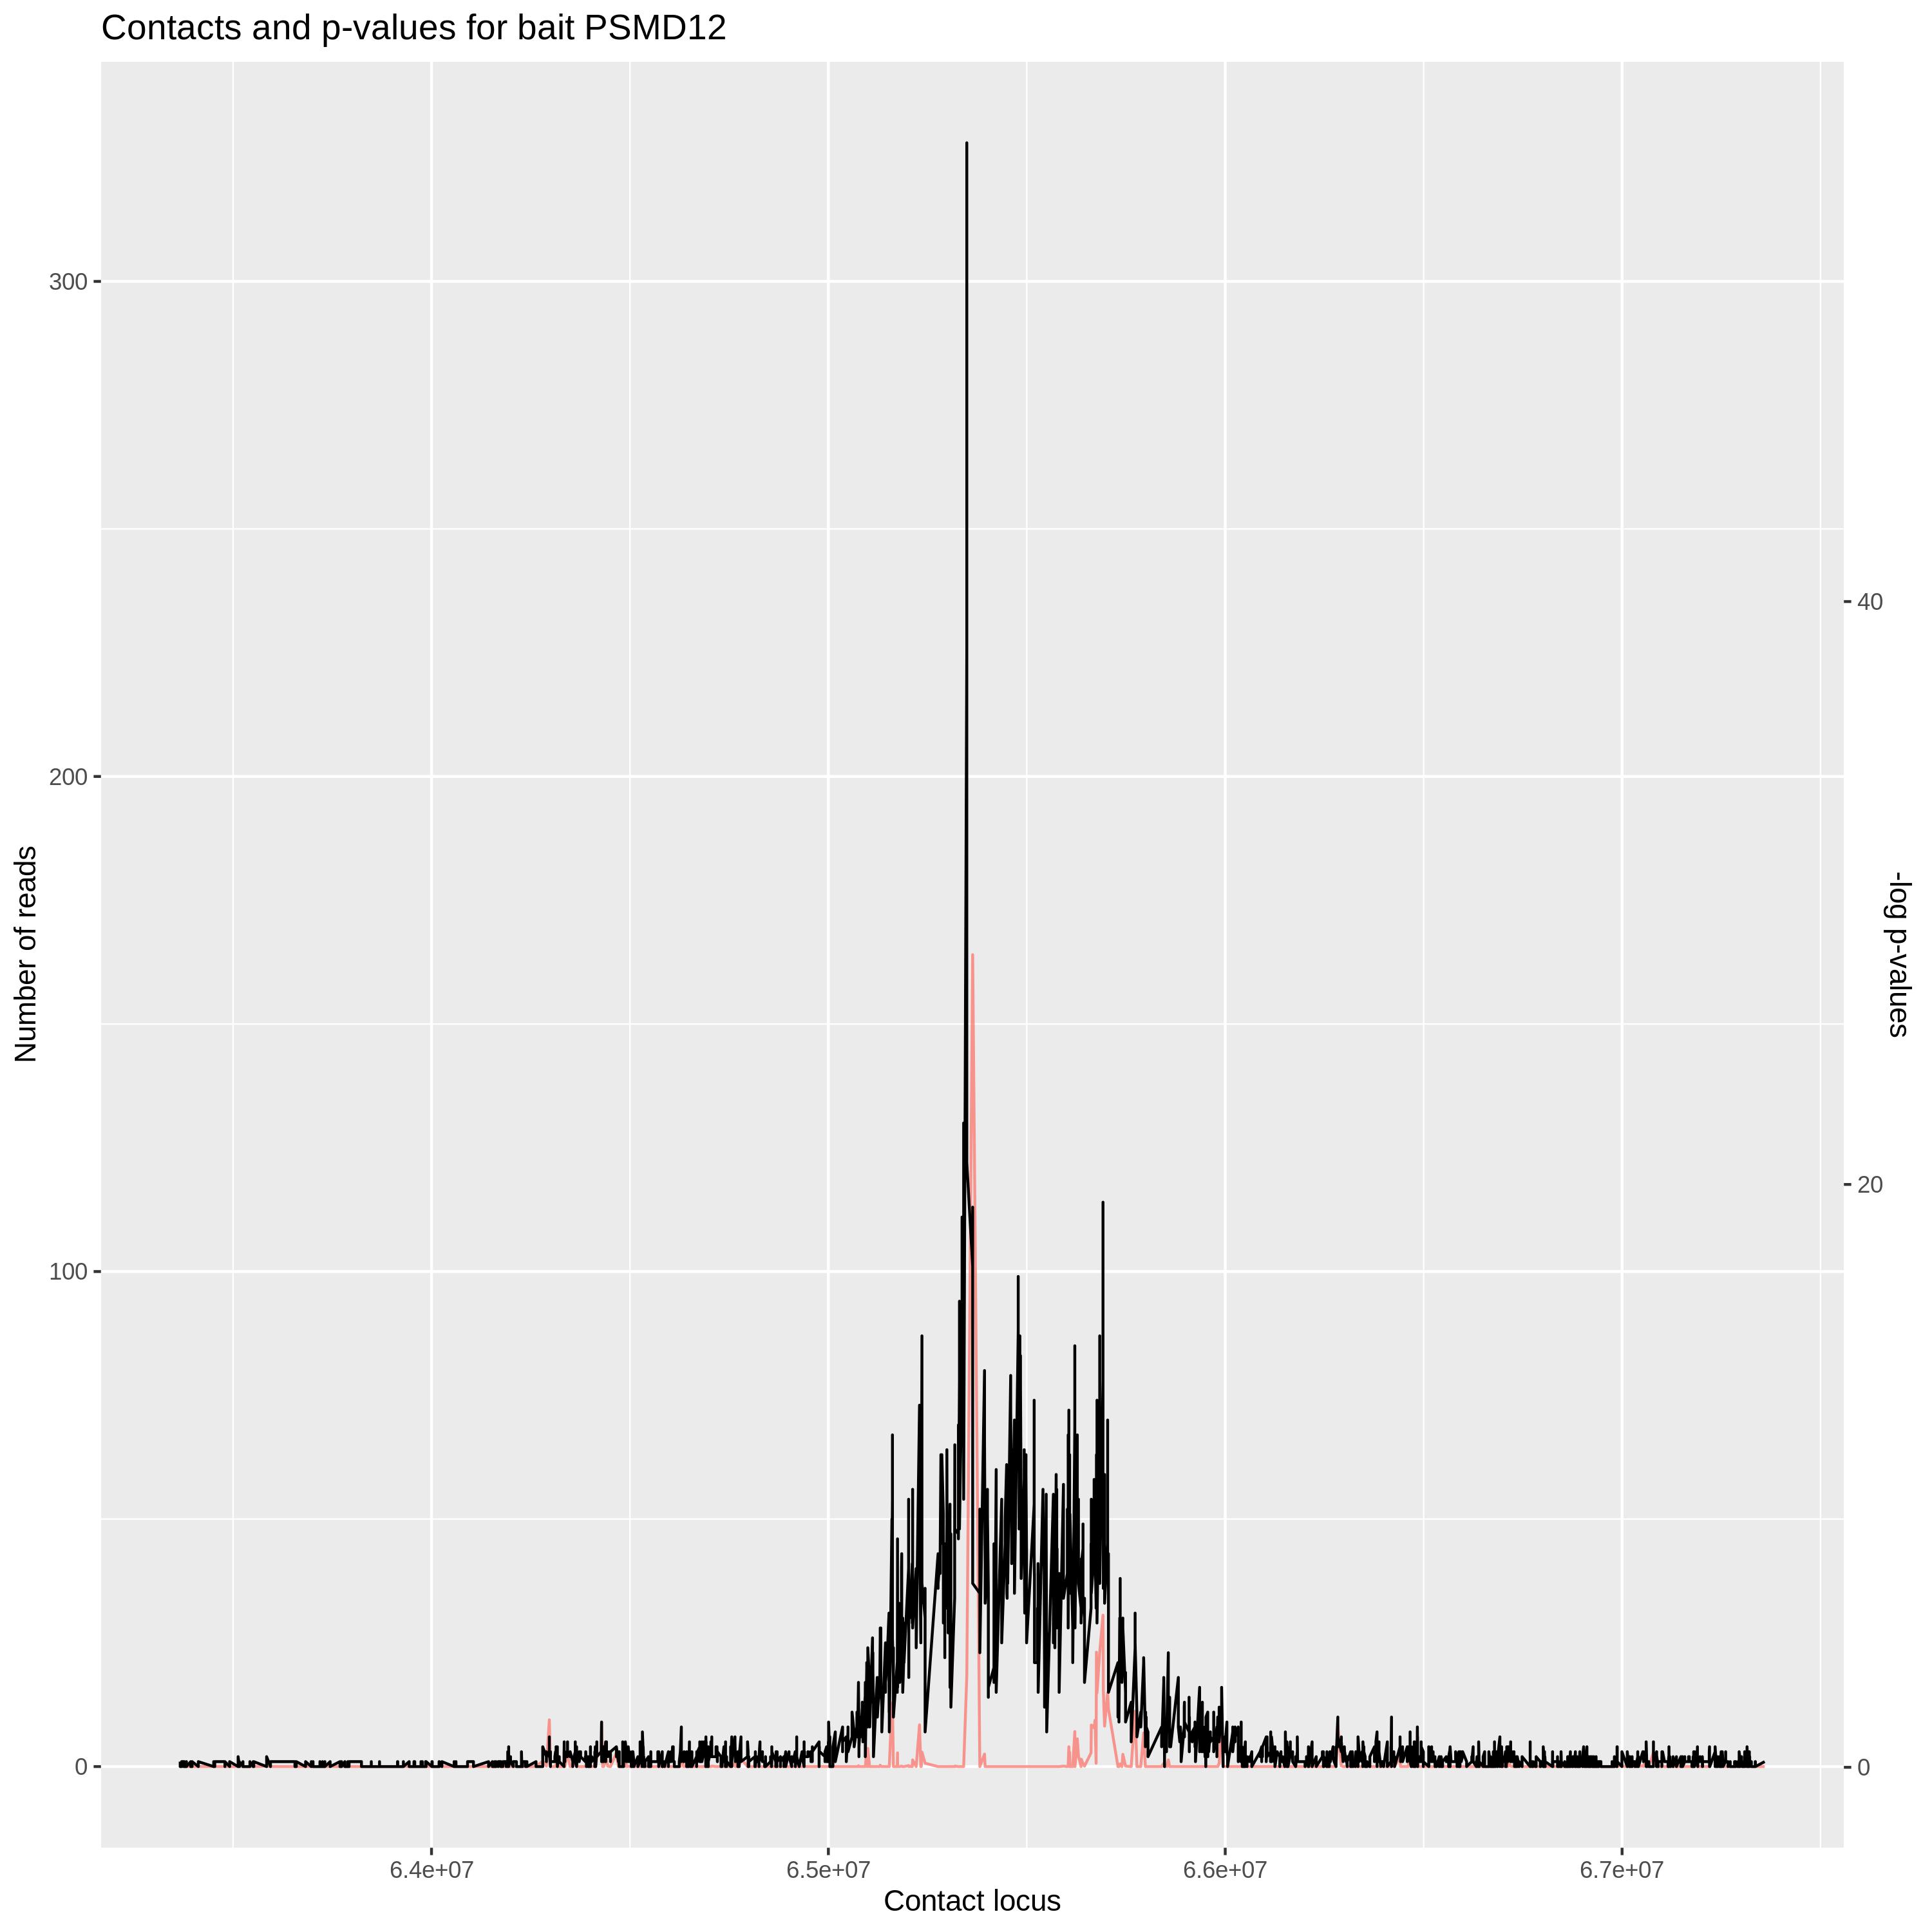 Contacts and p-values for bait PSMD12
300
200
100
0
Number of reads
40
20
0
-log p-values
6.4e+07
6.5e+07
6.6e+07
6.7e+07
Contact locus